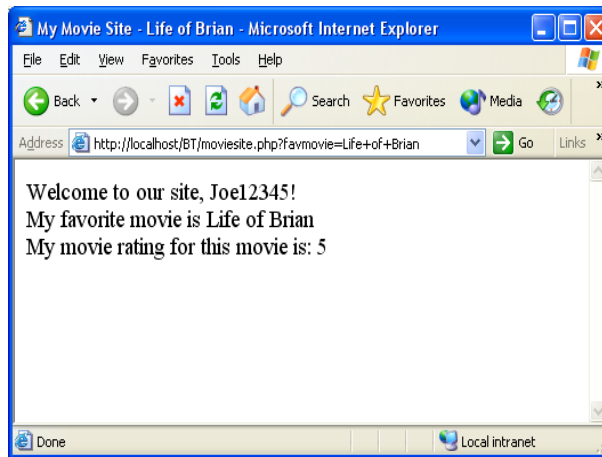 My Movie Site - Life of Brian - Microsoft Internet Explorer
File Edit View Favorites Tools Help
Back Search Favorites Media
Address http://localhost/BT/moviesite.php?favmovie=Life+of+Brian Go Links
Welcome to our site, Joe12345!
My favorite movie is Life of Brian
My movie rating for this movie is: 5
Done Local intranet